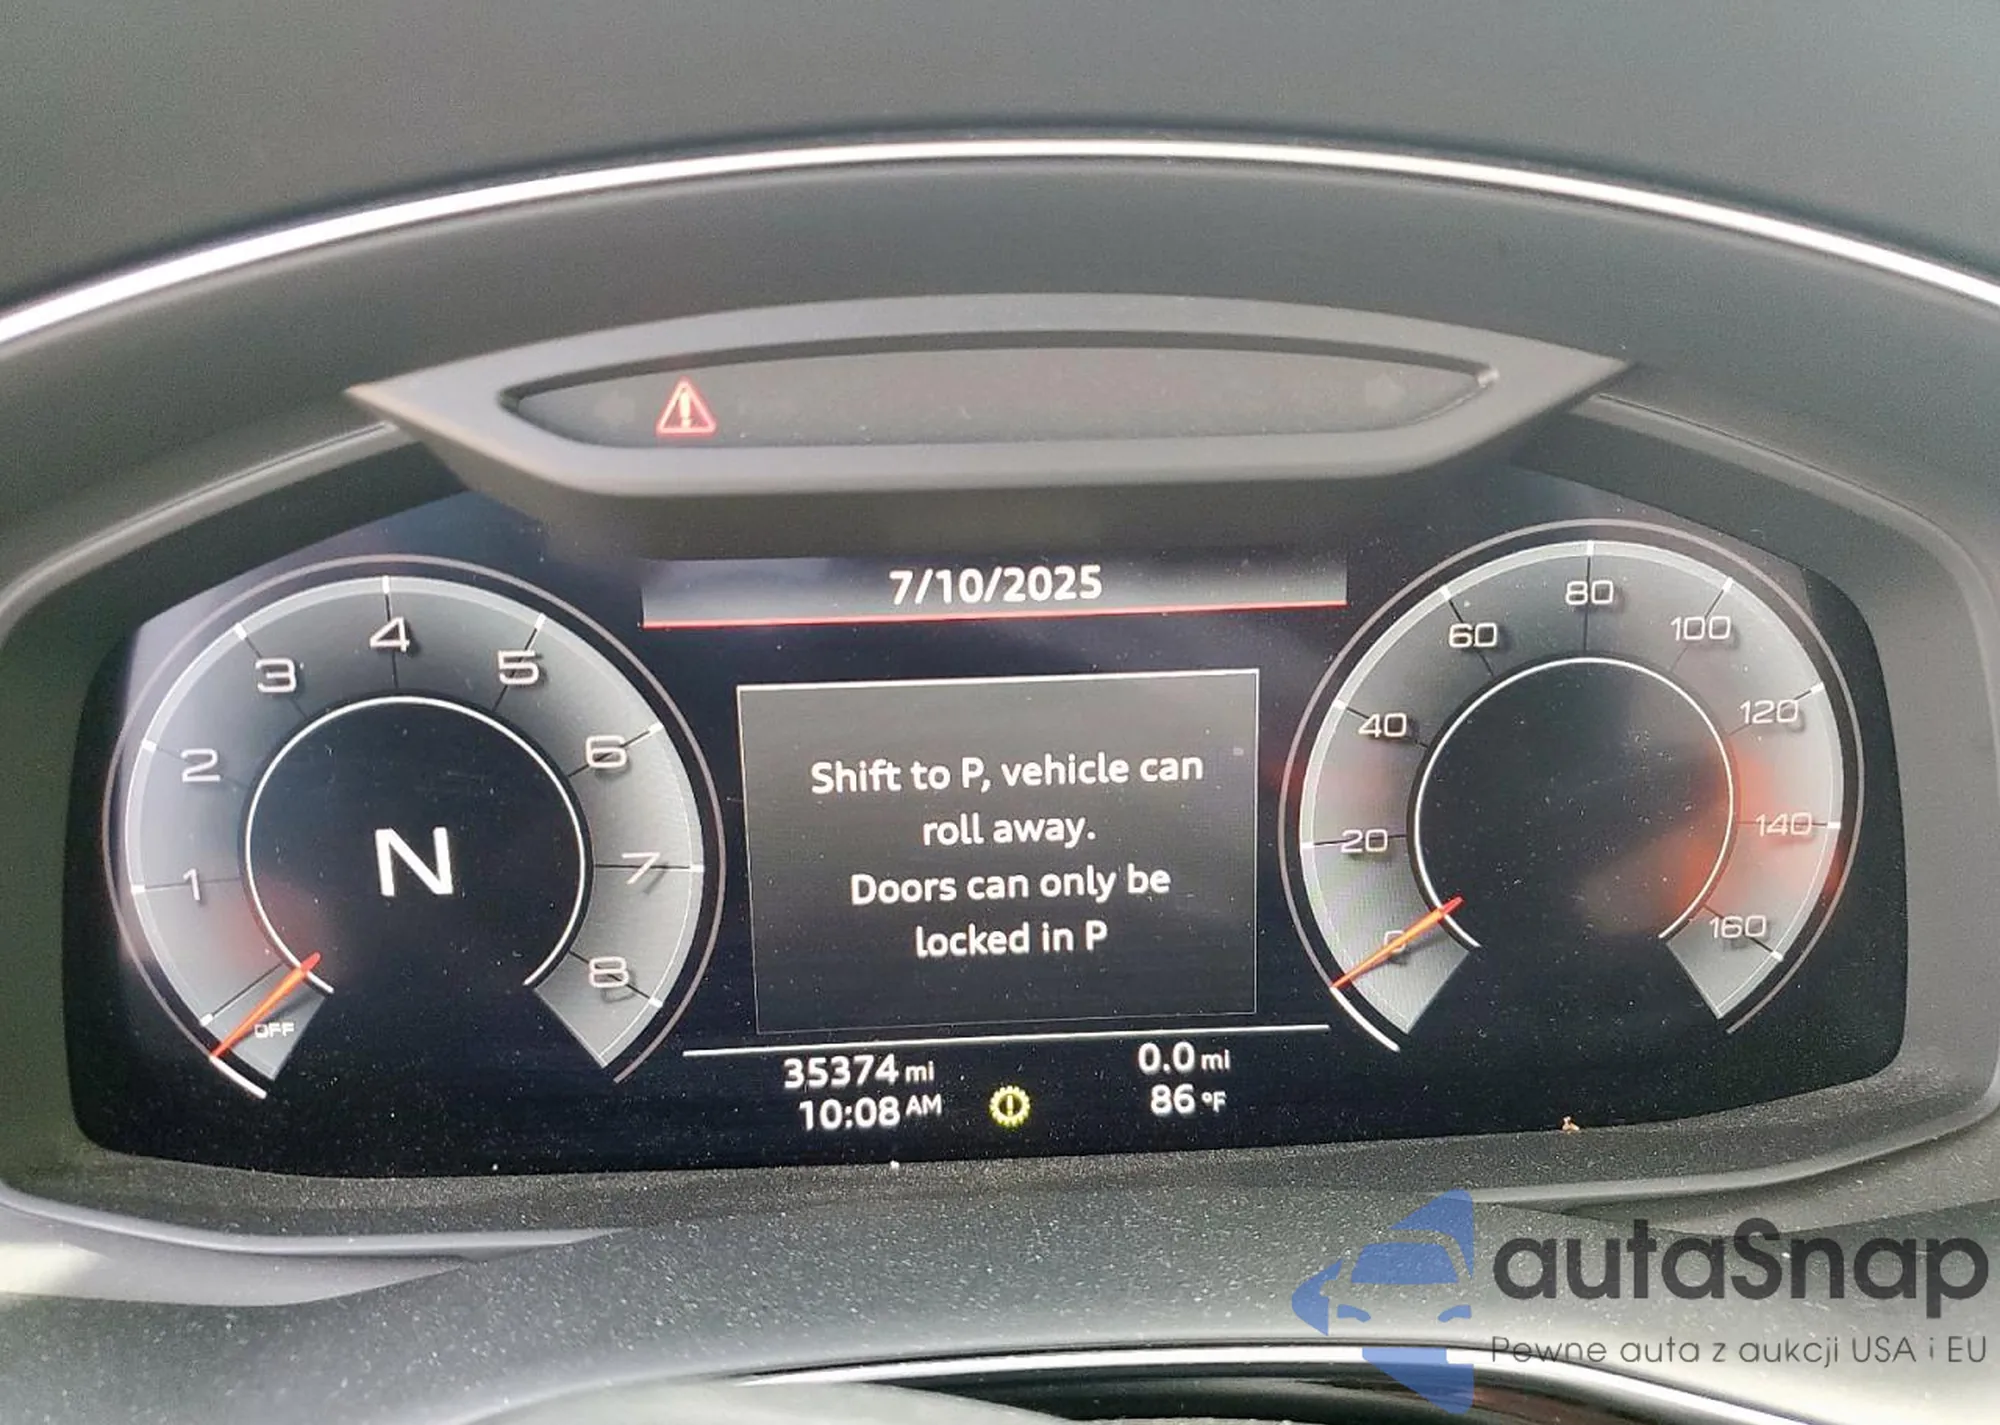 7/10/2025
1
2
3
4
5
6
7
8
OFF
N
Shift to P, vehicle can
roll away.
Doors can only be
locked in P
0
20
40
60
80
100
120
140
160
35374 mi
0.0 mi
10:08 AM
86 °F
autaSnap
Pewne auta z aukcji USA i EU